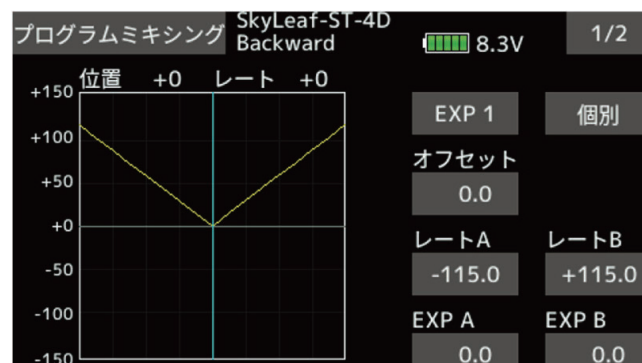 プログラムミキシング
SkyLeaf-ST-4D
Backward
8.3V
1/2
位置 +0 レート +0
+150
+100
+50
+0
-50
-100
-150
EXP 1
個別
オフセット
0.0
レートA レートB
-115.0 +115.0
EXP A EXP B
0.0 0.0